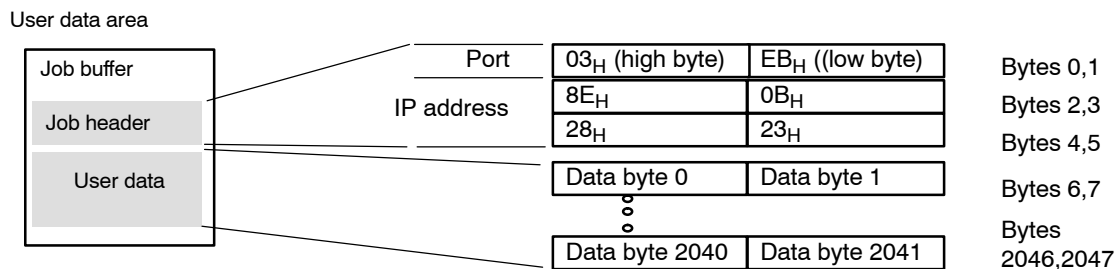 User data area
Job buffer
Job header
User data
Port
IP address
03H (high byte) EBH ((low byte) Bytes 0,1
8EH 0BH Bytes 2,3
28H 23H Bytes 4,5
Data byte 0 Data byte 1 Bytes 6,7
Data byte 2040 Data byte 2041 Bytes
2046,2047